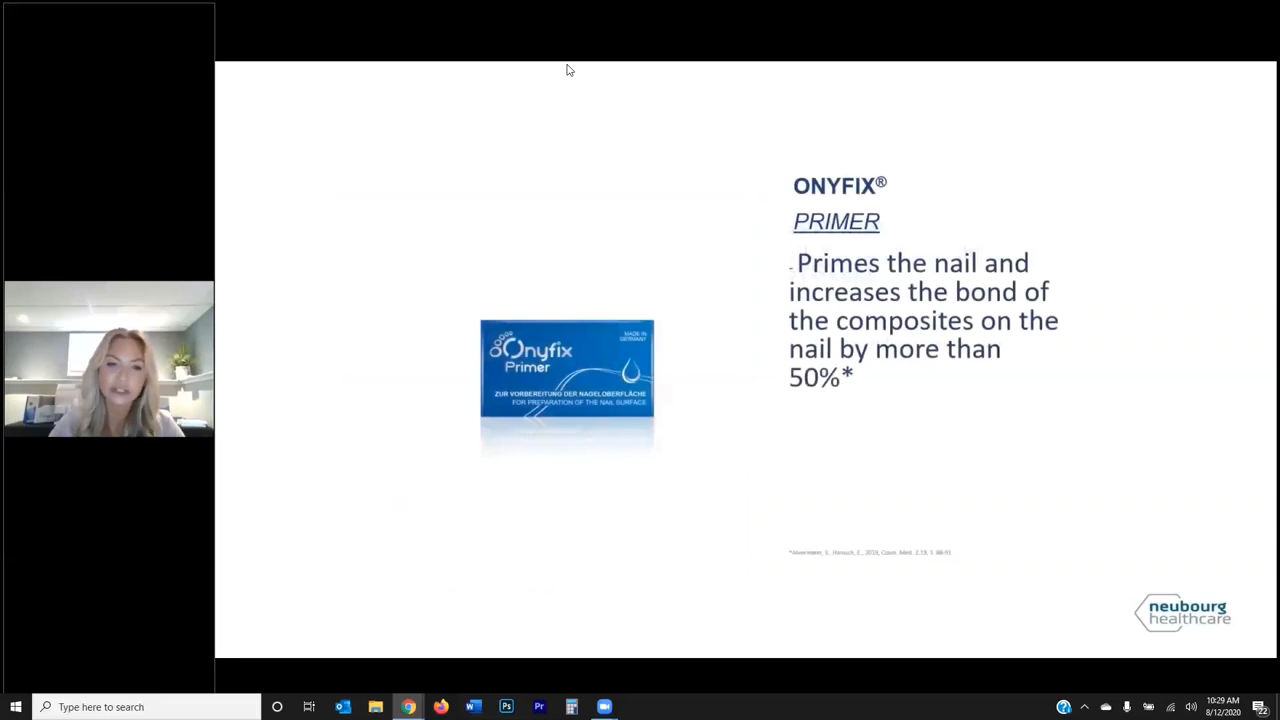 ONYFIX®
PRIMER
- Primes the nail and
increases the bond of
the composites on the
nail by more than
50%*
Onyfix
Primer
MADE IN
GERMANY
ZUR VORBEREITUNG DER NAGELOBERFLÄCHE
FOR PREPARATION OF THE NAIL SURFACE
neubourg
healthcare
Type here to search
10:29 AM
8/12/2020
22